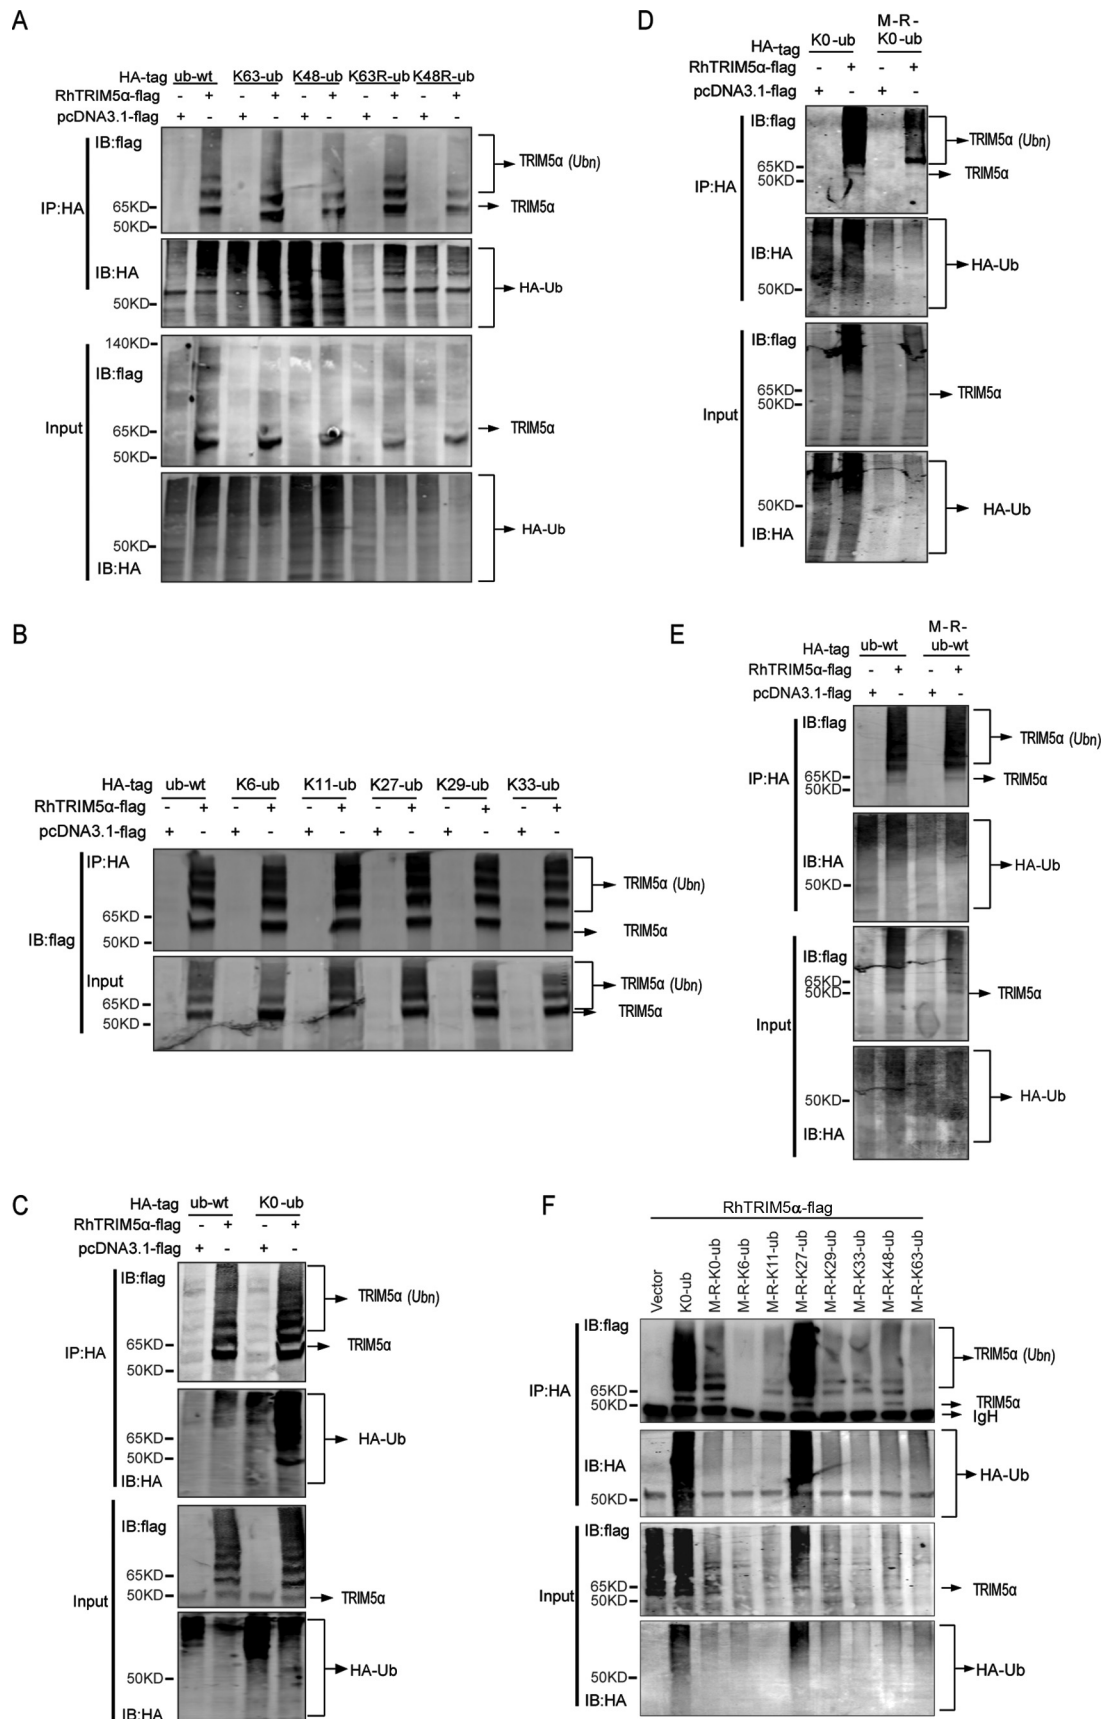 A
HA-tag ub-wt K63-ub K48-ub K63R-ub K48R-ub
RhTRIM5α-flag - + - + - + - + - +
pcDNA3.1-flag + - + - + - + - + -
IB:flag
TRIM5α (Ubn)
IP:HA
65KD
TRIM5α
50KD
IB:HA
HA-Ub
50KD
140KD
IB:flag
Input
65KD
TRIM5α
50KD
HA-Ub
50KD
IB:HA
B
HA-tag ub-wt K6-ub K11-ub K27-ub K29-ub K33-ub
RhTRIM5α-flag - + - + - + - + - + - +
pcDNA3.1-flag + - + - + - + - + - + -
IP:HA
TRIM5α (Ubn)
65KD
TRIM5α
IB:flag
50KD
Input
TRIM5α (Ubn)
65KD
TRIM5α
50KD
C
HA-tag ub-wt K0-ub
RhTRIM5α-flag - + - +
pcDNA3.1-flag + - + -
IB:flag
TRIM5α (Ubn)
65KD
TRIM5α
IP:HA
50KD
65KD
HA-Ub
50KD
IB:HA
IB:flag
65KD
50KD
TRIM5α
Input
HA-Ub
50KD
IB:HA
D
M-R-
HA-tag K0-ub K0-ub
RhTRIM5α-flag - + - +
pcDNA3.1-flag + - + -
IB:flag
TRIM5α (Ubn)
65KD
TRIM5α
50KD
IP:HA
IB:HA
HA-Ub
50KD
IB:flag
65KD
TRIM5α
50KD
Input
50KD
HA-Ub
IB:HA
E
M-R-
HA-tag ub-wt ub-wt
RhTRIM5α-flag - + - +
pcDNA3.1-flag + - + -
IB:flag
TRIM5α (Ubn)
IP:HA
65KD
TRIM5α
50KD
IB:HA
HA-Ub
50KD
IB:flag
65KD
50KD
TRIM5α
Input
50KD
HA-Ub
IB:HA
F
RhTRIM5α-flag
Vector
K0-ub
M-R-K0-ub
M-R-K6-ub
M-R-K11-ub
M-R-K27-ub
M-R-K29-ub
M-R-K33-ub
M-R-K48-ub
M-R-K63-ub
IB:flag
TRIM5α (Ubn)
IP:HA
65KD
50KD
TRIM5α
IgH
IB:HA
HA-Ub
50KD
IB:flag
65KD
TRIM5α
Input
50KD
HA-Ub
50KD
IB:HA